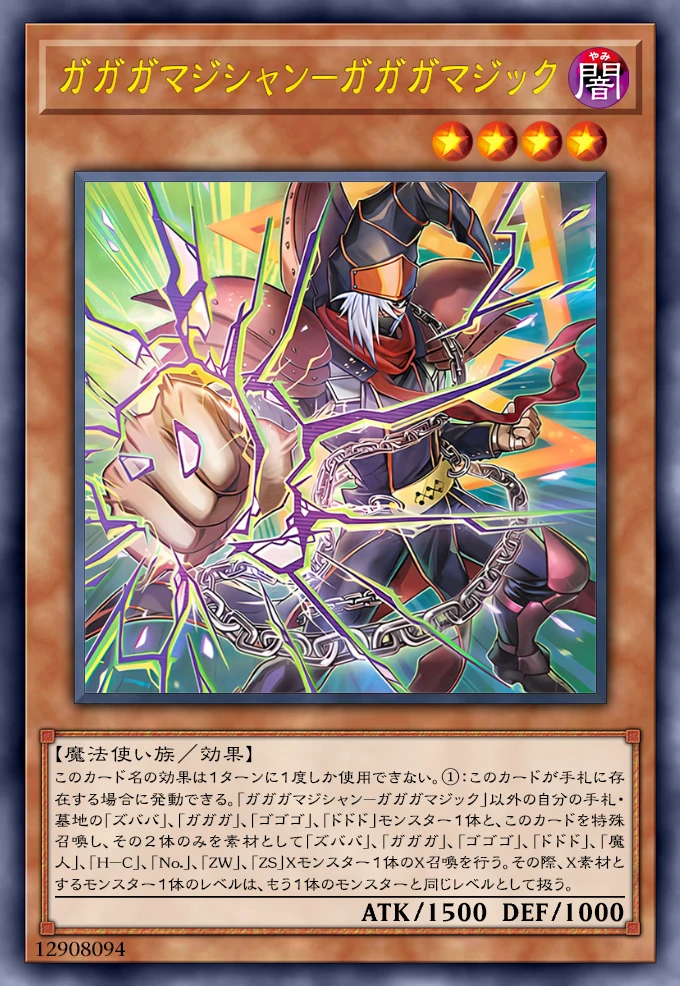 ガガガマジシャン－ガガガマジック
やみ
闇
【魔法使い族／効果】
このカード名の効果は１ターンに１度しか使用できない。①：このカードが手札に存
在する場合に発動できる。「ガガガマジシャン－ガガガマジック」以外の自分の手札・
墓地の「ズババ」、「ガガガ」、「ゴゴゴ」、「ドドド」モンスター１体と、このカードを特殊
召喚し、その２体のみを素材として「ズババ」、「ガガガ」、「ゴゴゴ」、「ドドド」、「魔
人」、「H－C」、「No.」、「ZW」、「ZS」Xモンスター１体のX召喚を行う。その際、X素材と
するモンスター１体のレベルは、もう１体のモンスターと同じレベルとして扱う。
ATK/1500 DEF/1000
12908094